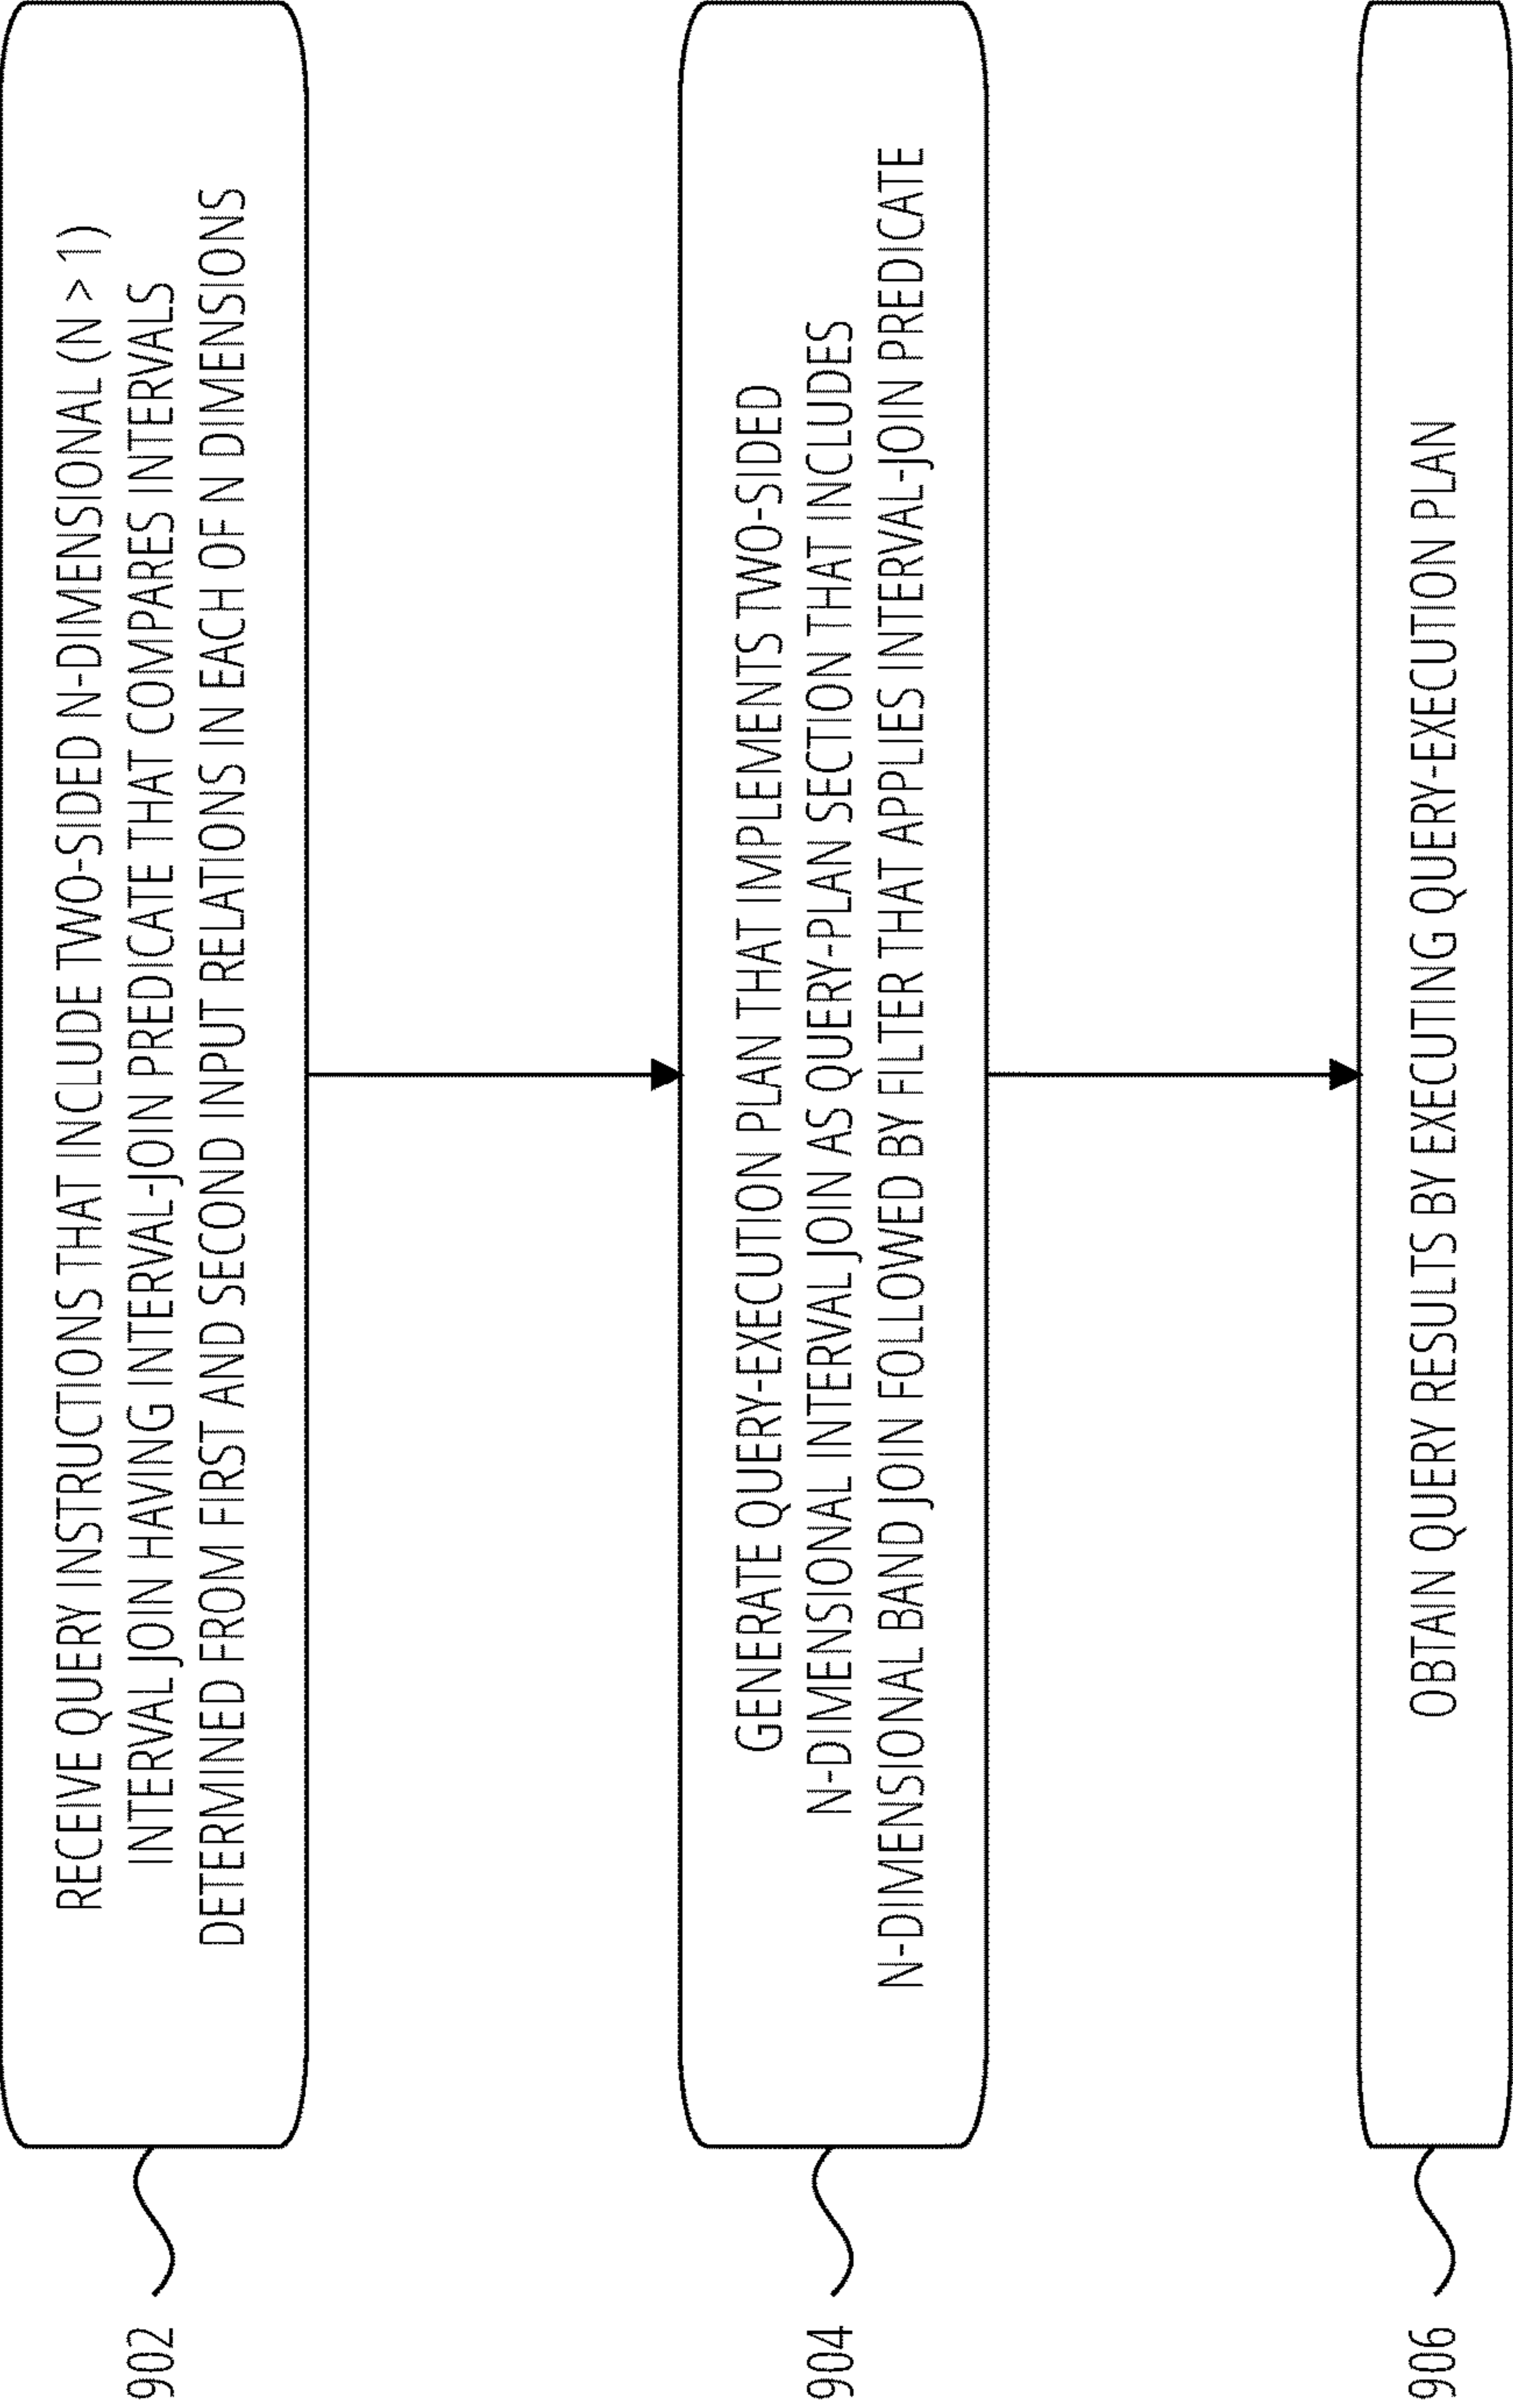 RECEIVE QUERY INSTRUCTIONS THAT INCLUDE TWO-SIDED N-DIMENSIONAL (N > 1)
INTERVAL JOIN HAVING INTERVAL-JOIN PREDICATE THAT COMPARES INTERVALS
DETERMINED FROM FIRST AND SECOND INPUT RELATIONS IN EACH OF N DIMENSIONS
902
GENERATE QUERY-EXECUTION PLAN THAT IMPLEMENTS TWO-SIDED
N-DIMENSIONAL INTERVAL JOIN AS QUERY-PLAN SECTION THAT INCLUDES
N-DIMENSIONAL BAND JOIN FOLLOWED BY FILTER THAT APPLIES INTERVAL-JOIN PREDICATE
904
OBTAIN QUERY RESULTS BY EXECUTING QUERY-EXECUTION PLAN
906